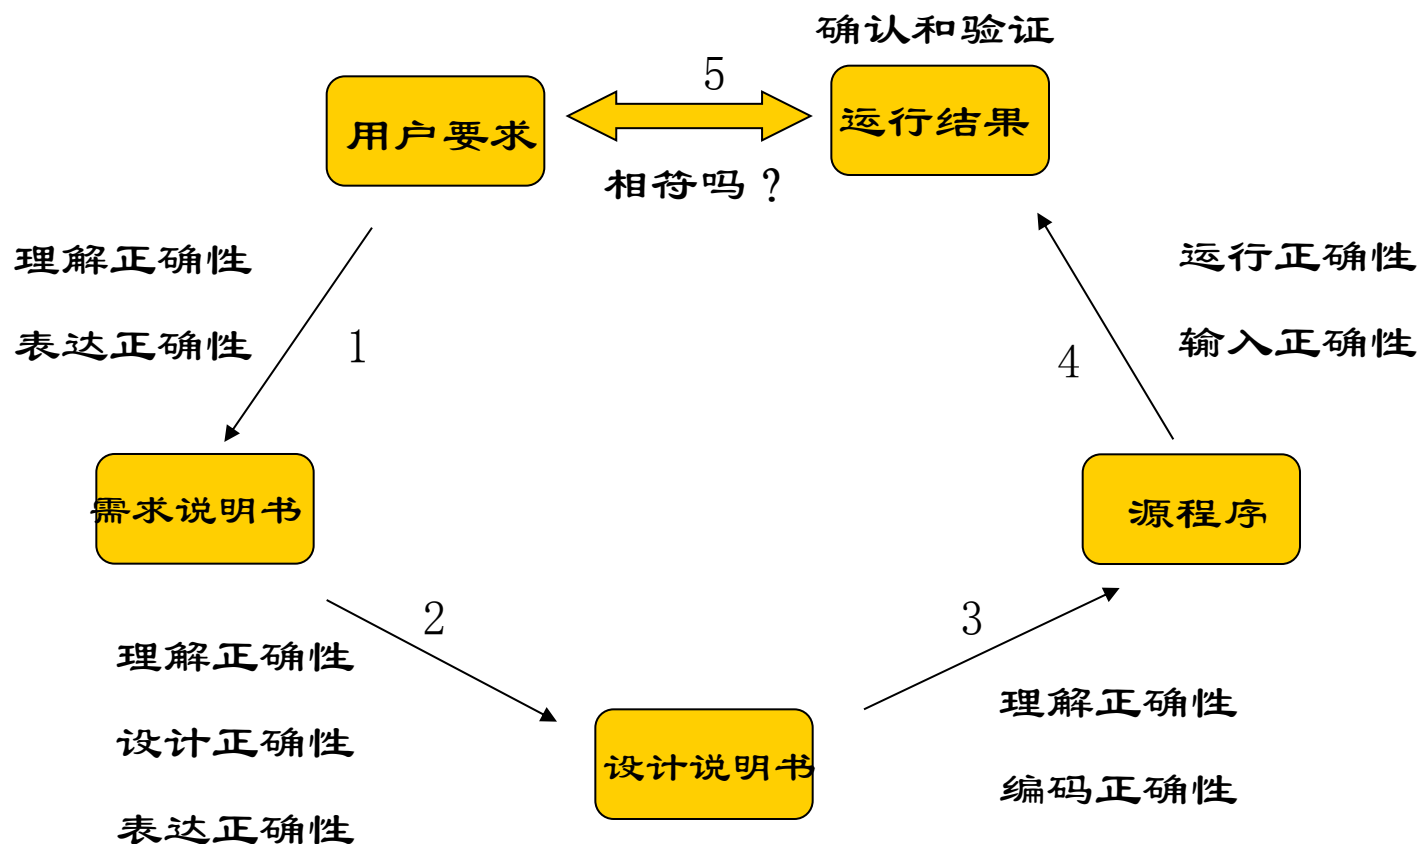 确认和验证
5
用户要求
运行结果
相符吗？
理解正确性
表达正确性
1
运行正确性
输入正确性
4
需求说明书
源程序
2
3
理解正确性
设计正确性
表达正确性
设计说明书
理解正确性
编码正确性